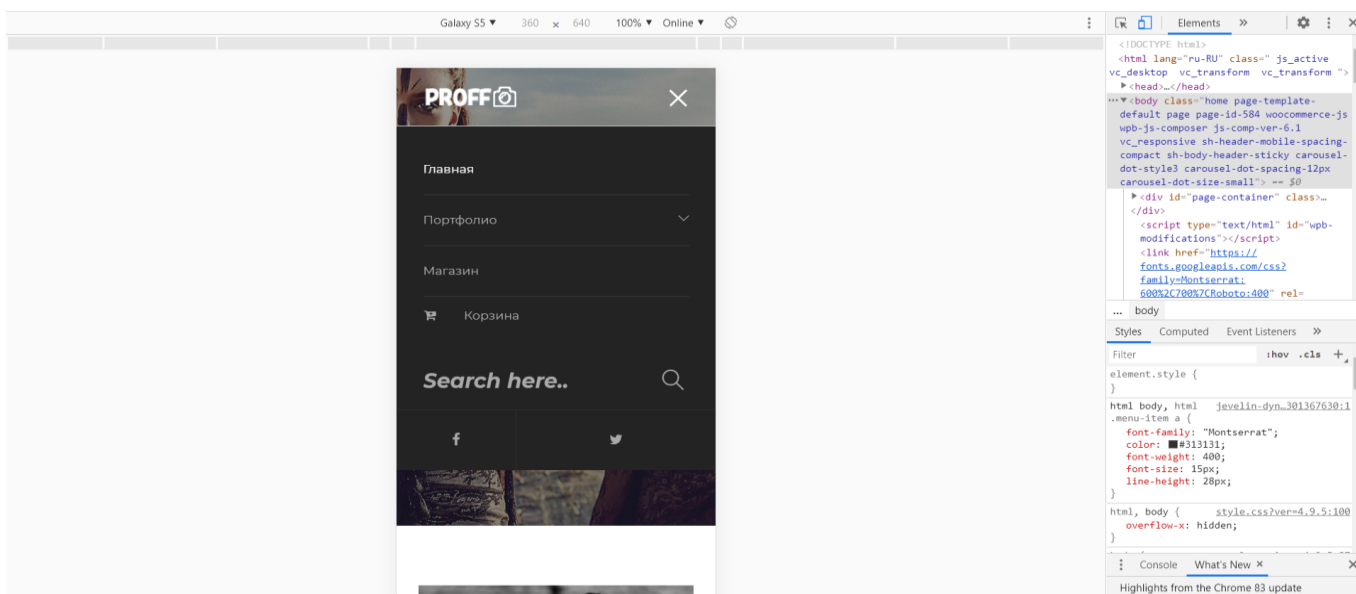 Galaxy S5 ▼ 360 × 640 100% ▼ Online ▼
Elements »
PROFF
Главная
Портфолио
Магазин
Корзина
Search here..
<!DOCTYPE html>
<html lang="ru-RU" class=" js_active
vc_desktop vc_transform vc_transform ">
▶<head>…</head>
••• ▼<body class="home page-template-
default page page-id-584 woocommerce-js
wpb-js-composer js-comp-ver-6.1
vc_responsive sh-header-mobile-spacing-
compact sh-body-header-sticky carousel-
dot-style3 carousel-dot-spacing-12px
carousel-dot-size-small"> == $0
▶<div id="page-container" class>…
</div>
<script type="text/html" id="wpb-
modifications"></script>
<link href="https://
fonts.googleapis.com/css?
family=Montserrat:
600%2C700%7CRoboto:400" rel=
... body
Styles Computed Event Listeners »
Filter :hov .cls +
element.style {
}
html body, html jevelin-dyn…301367630:1
.menu-item a {
font-family: "Montserrat";
color: #313131;
font-weight: 400;
font-size: 15px;
line-height: 28px;
}
html, body { style.css?ver=4.9.5:100
overflow-x: hidden;
}
Console What's New ×
Highlights from the Chrome 83 update